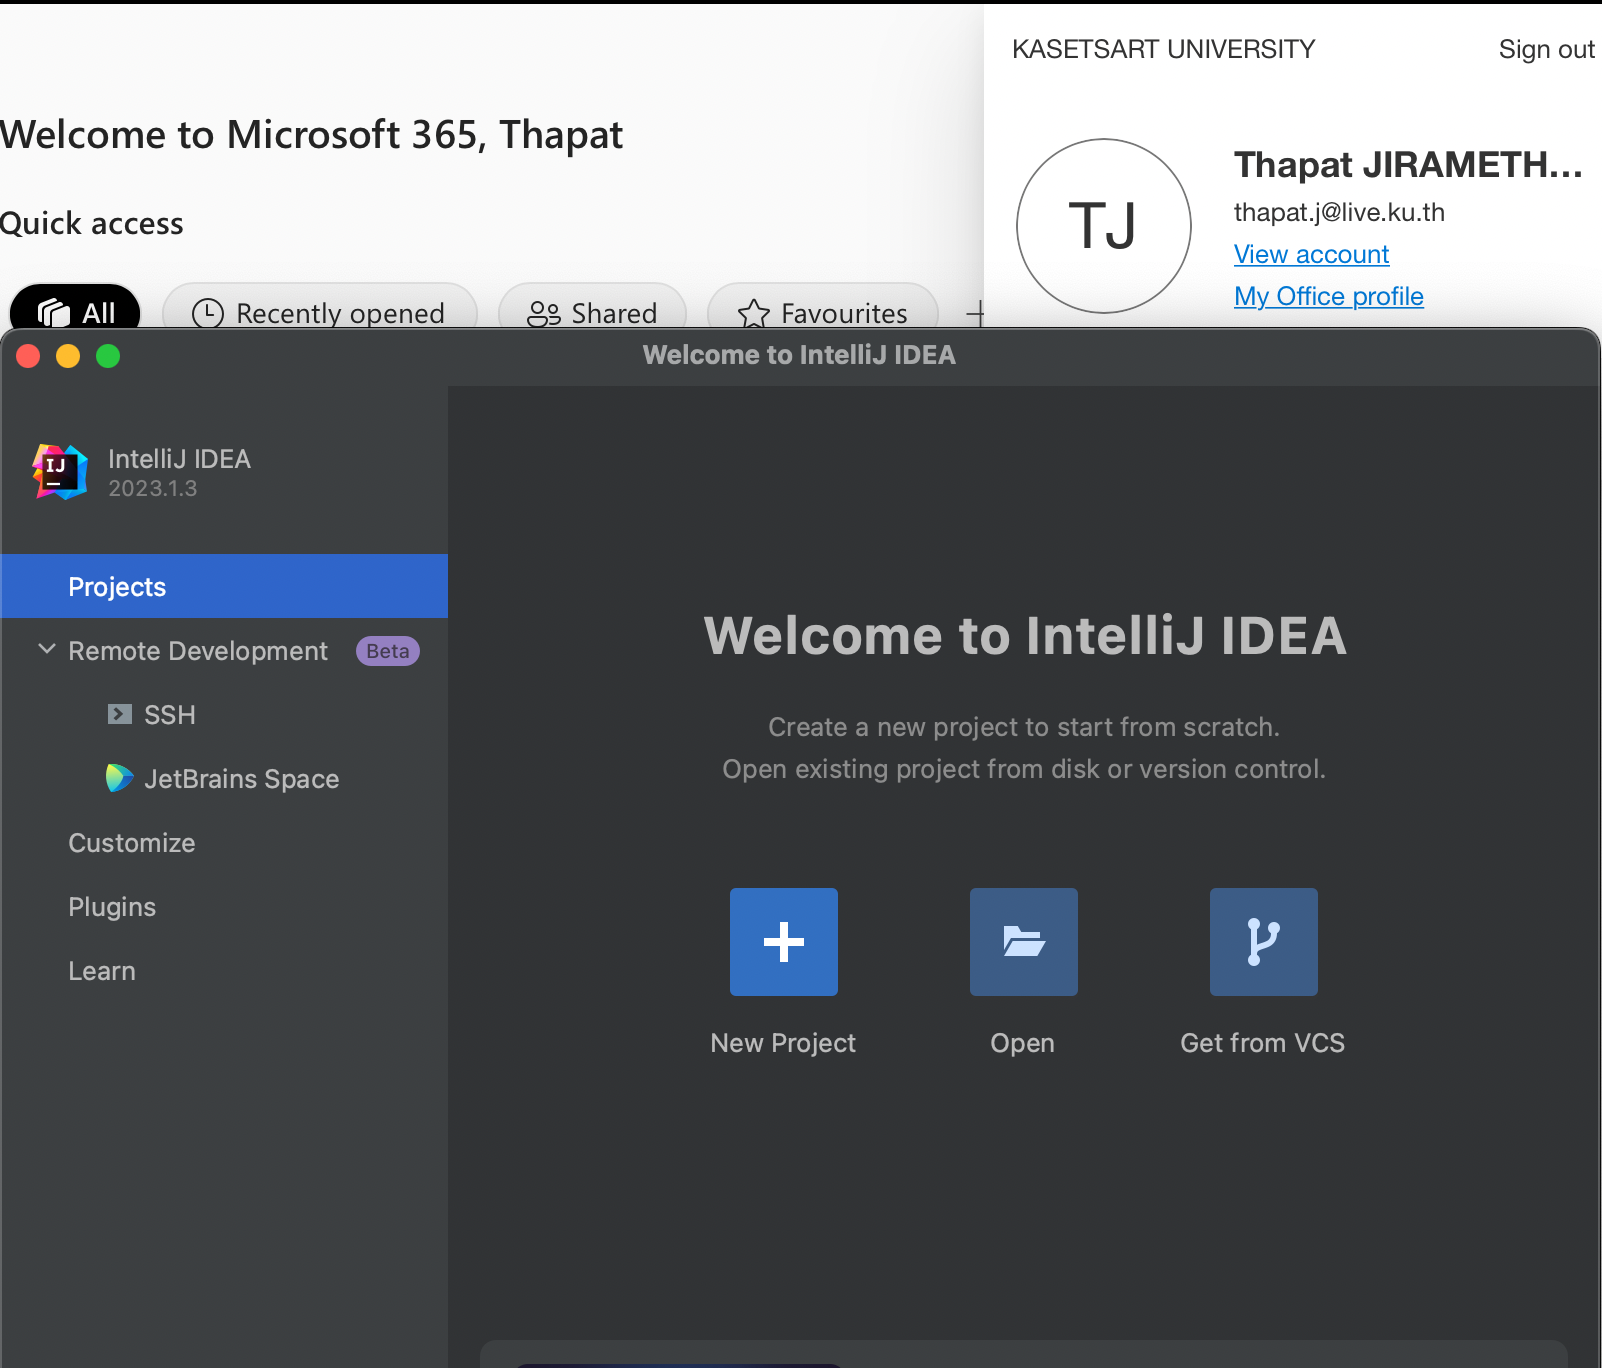 KASETSART UNIVERSITY Sign out
Welcome to Microsoft 365, Thapat
Thapat JIRAMETH...
thapat.j@live.ku.th
View account
My Office profile
TJ
Quick access
All Recently opened Shared Favourites
Welcome to IntelliJ IDEA
IJ
IntelliJ IDEA
2023.1.3
Projects
Remote Development Beta
SSH
JetBrains Space
Customize
Plugins
Learn
Welcome to IntelliJ IDEA
Create a new project to start from scratch.
Open existing project from disk or version control.
New Project Open Get from VCS